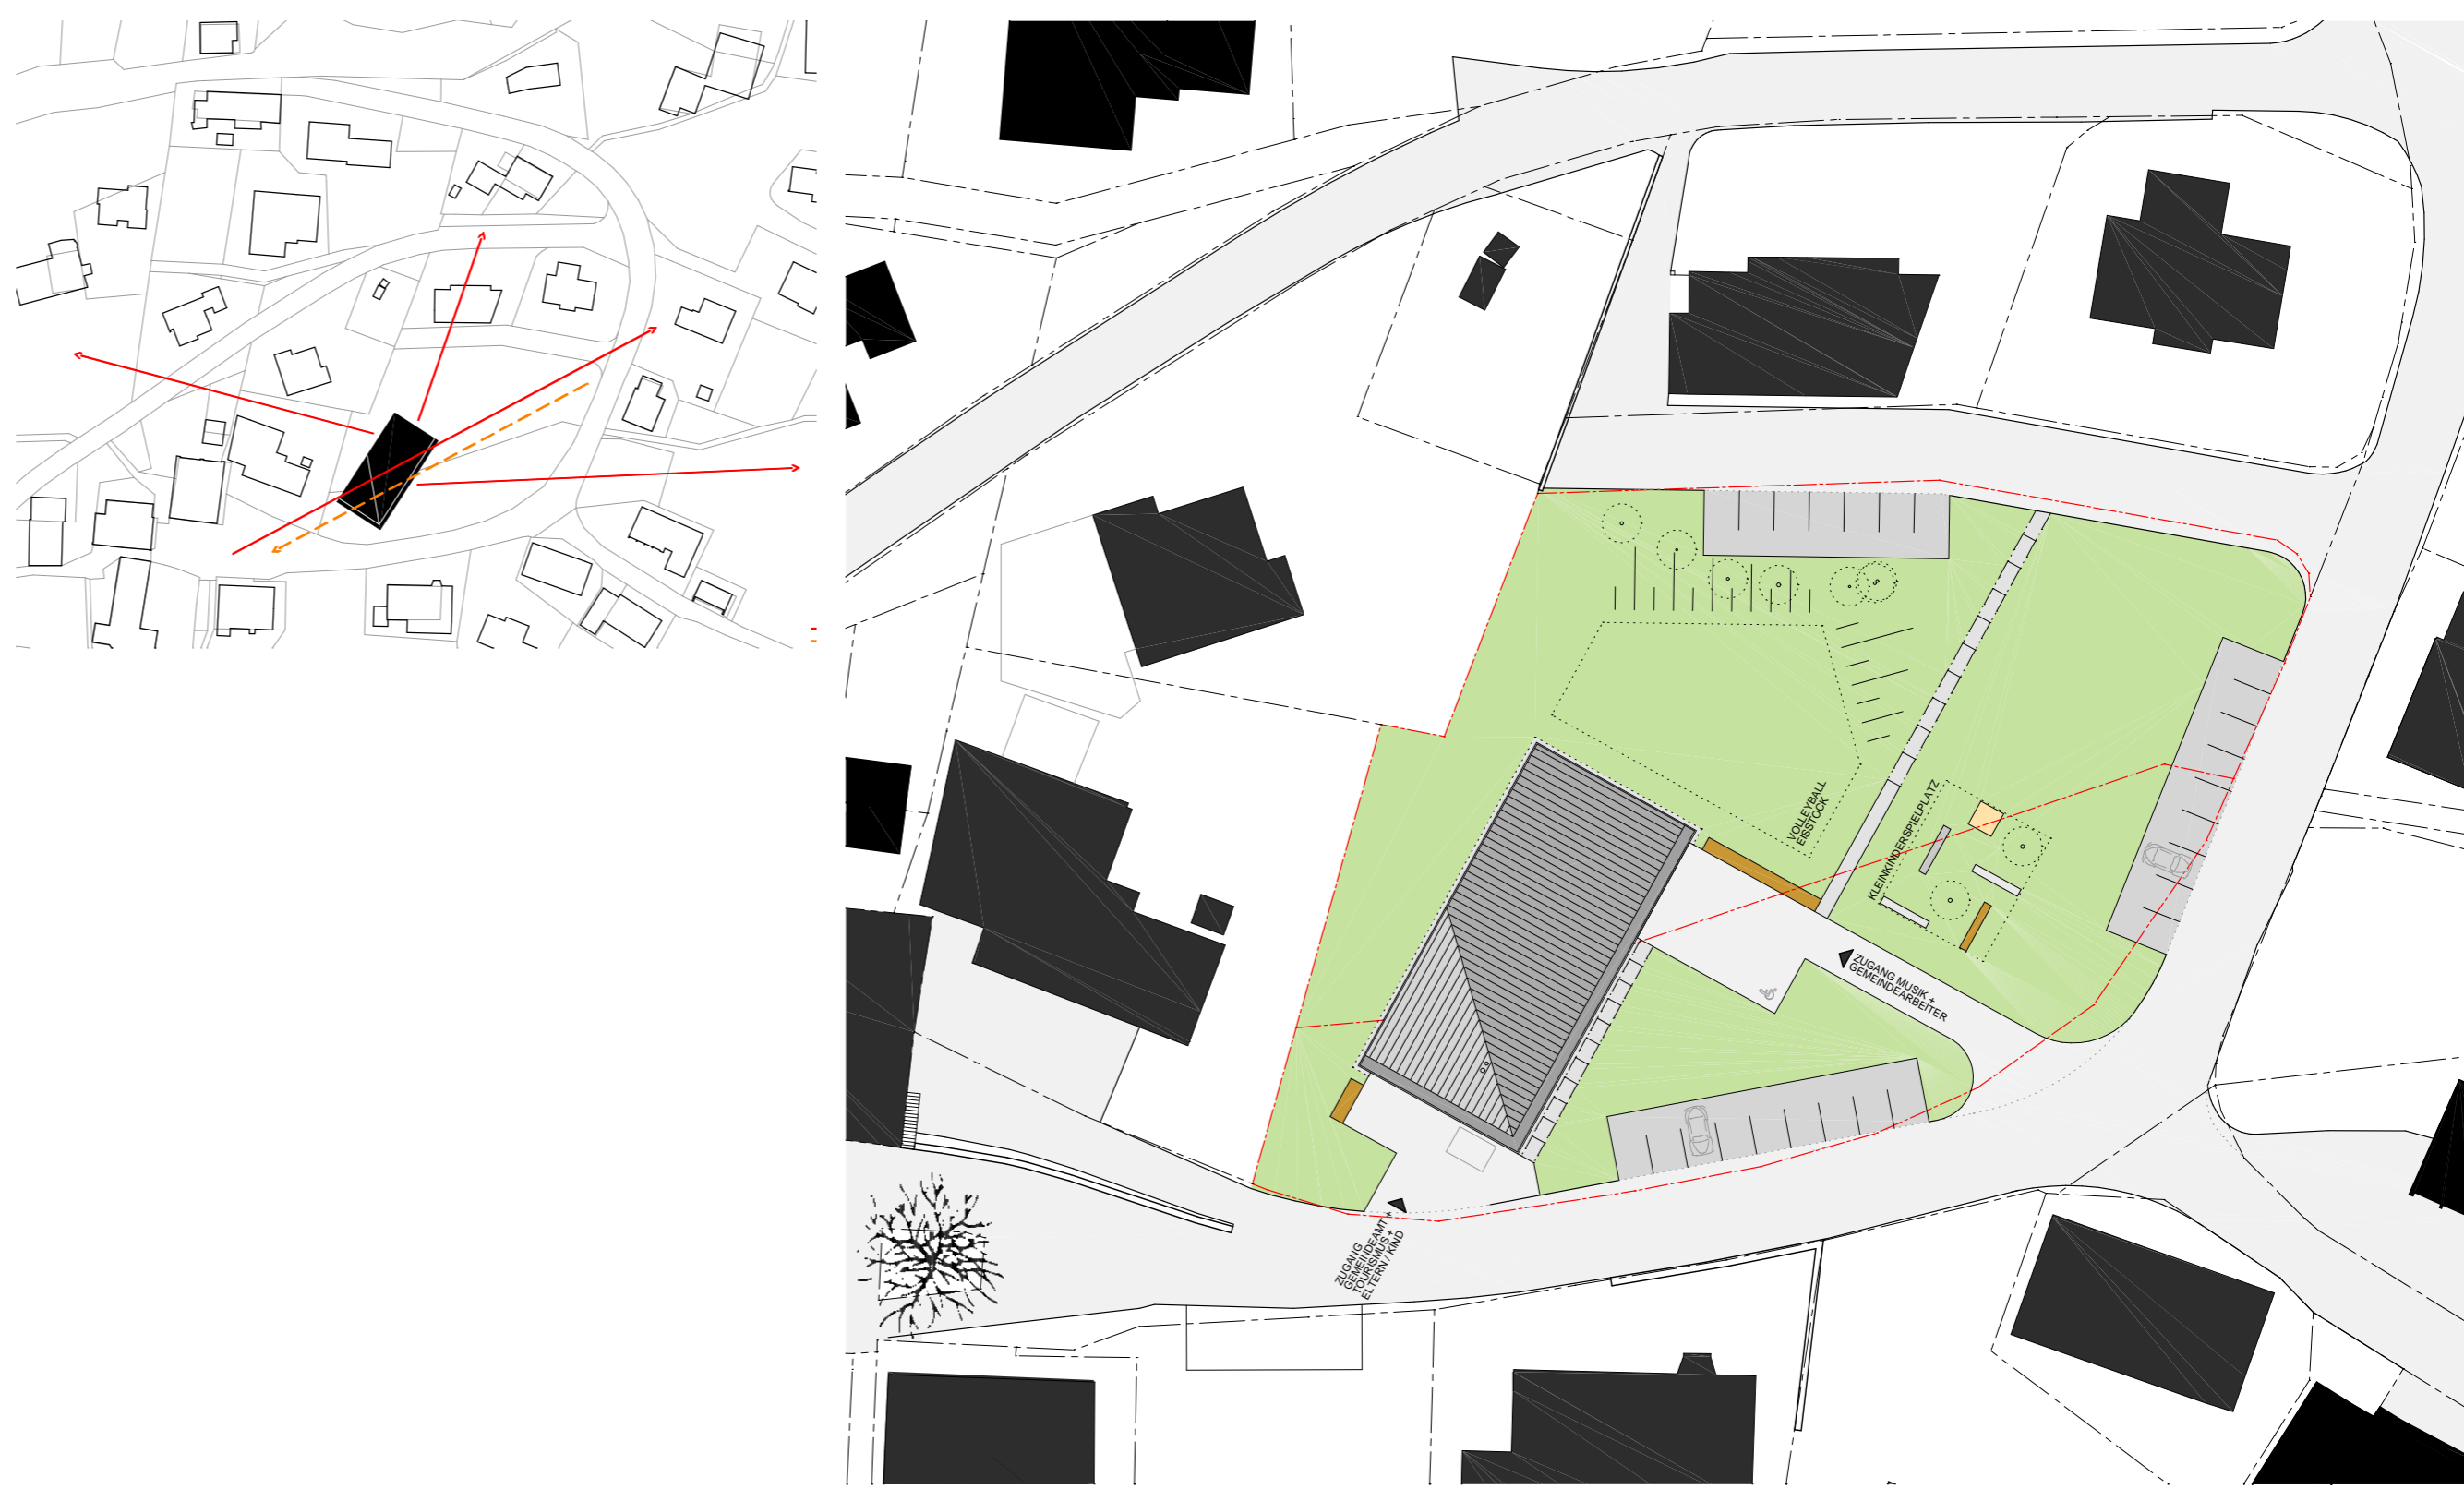 VOLLEYBALL
EISSTOCK
KLEINKINDERSPIELPLATZ
ZUGANG MUSIK +
GEMEINDEARBEITER
ZUGANG
GEMEINDEAMT +
TOURISMUS +
ELTERN / KIND